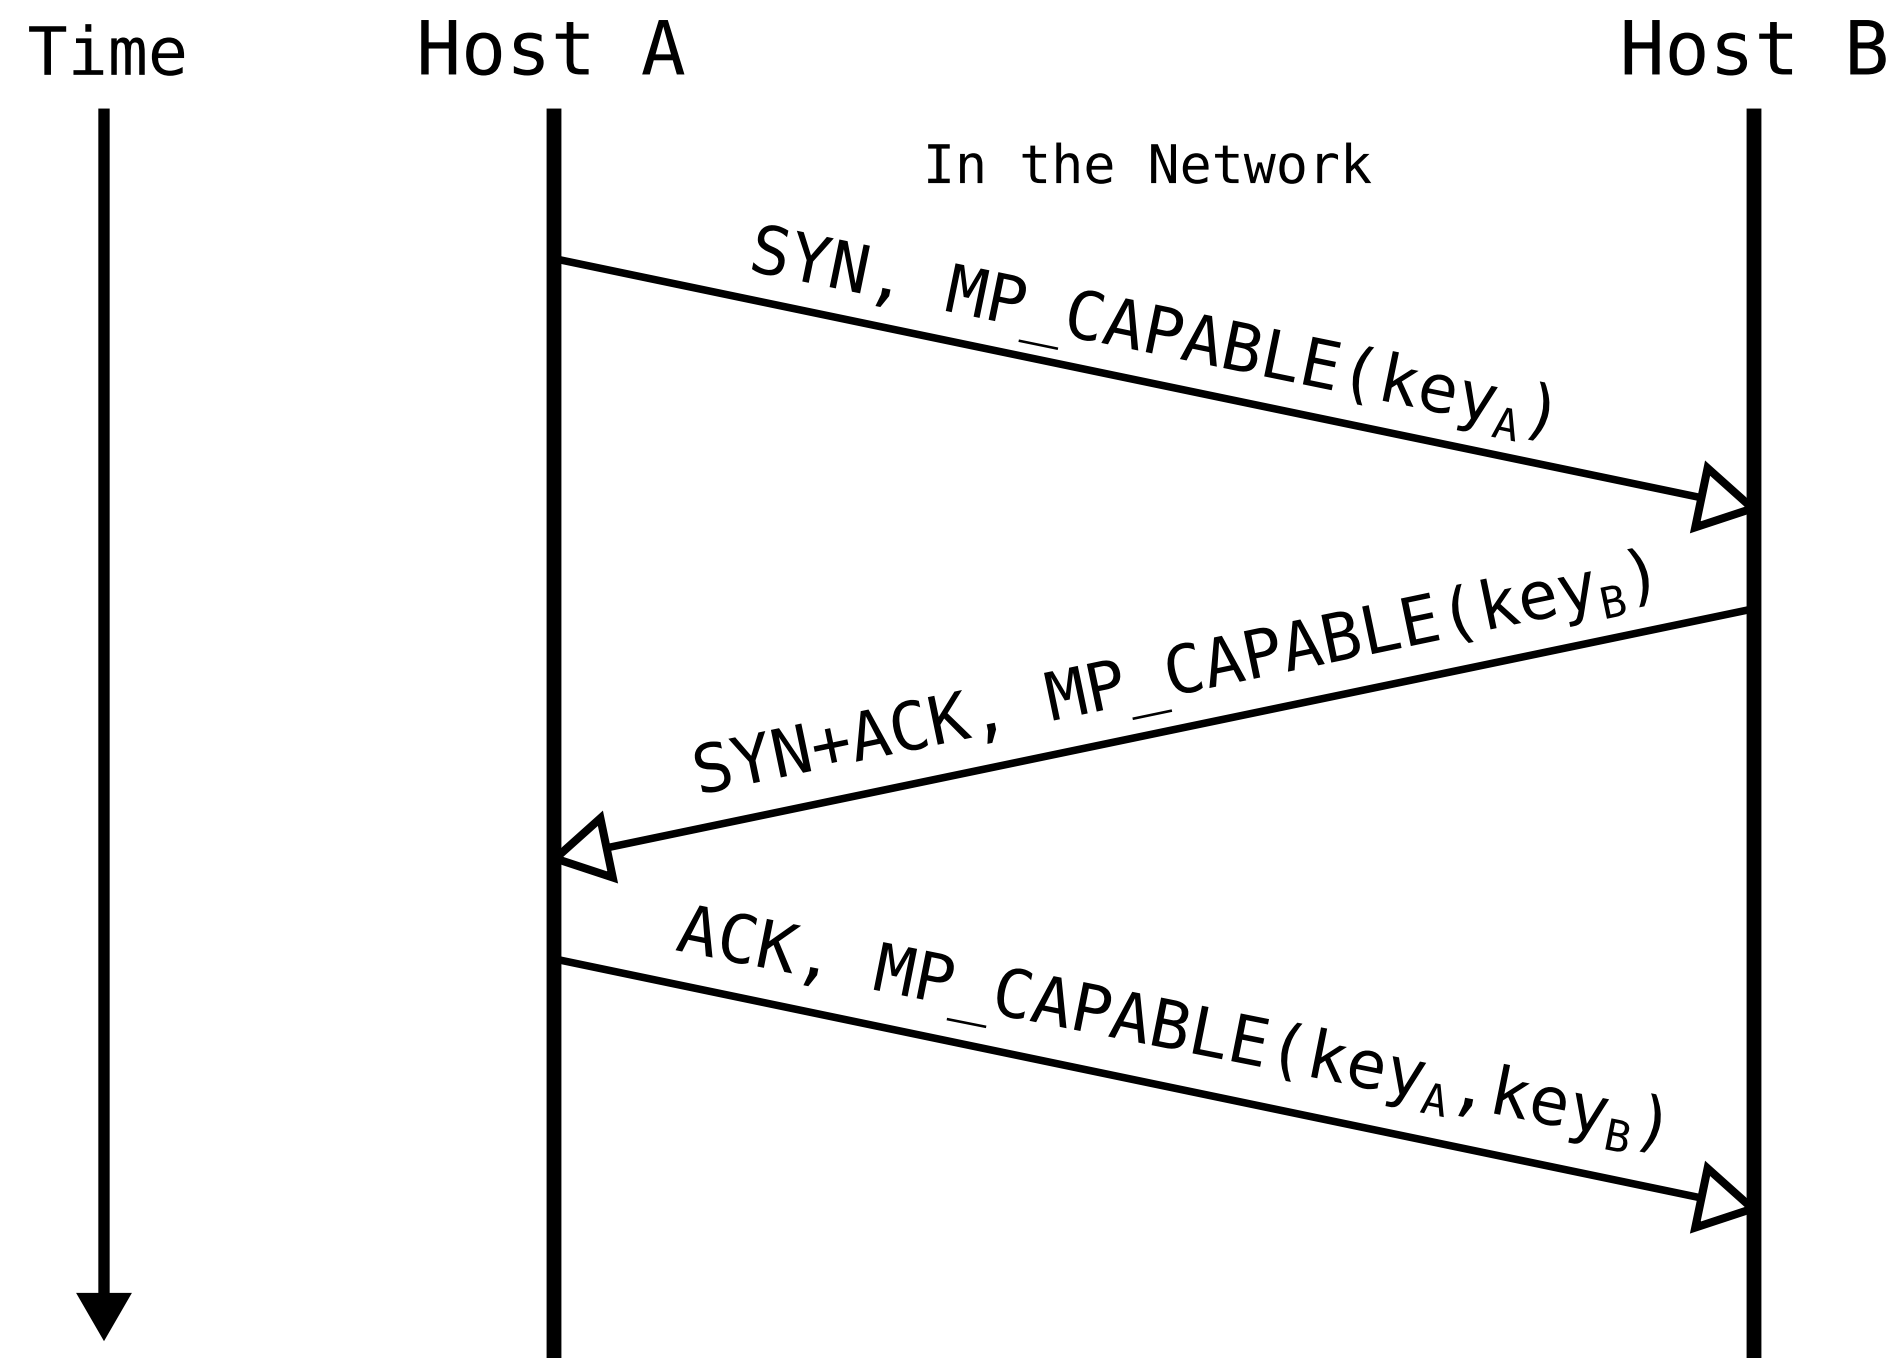 Time
Host A
Host B
In the Network
SYN, MP_CAPABLE(keyA)
SYN+ACK, MP_CAPABLE(keyB)
ACK, MP_CAPABLE(keyA,keyB)